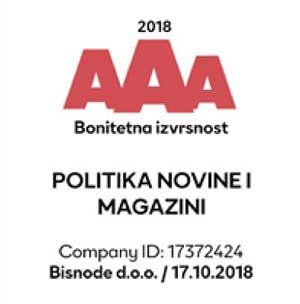 2018
AAA
Bonitetna izvrsnost
POLITIKA NOVINE I
MAGAZINI
Company ID: 17372424
Bisnode d.o.o. / 17.10.2018